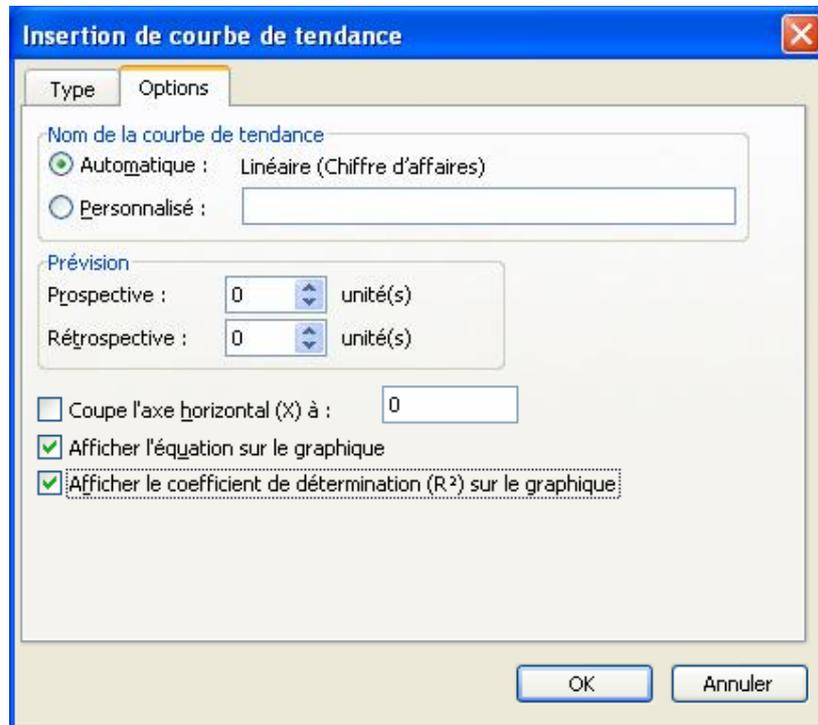 Insertion de courbe de tendance
Type Options
Nom de la courbe de tendance
Automatique : Linéaire (Chiffre d'affaires)
Personnalisé :
Prévision
Prospective : 0 unité(s)
Rétrospective : 0 unité(s)
Coupe l'axe horizontal (X) à : 0
Afficher l'équation sur le graphique
Afficher le coefficient de détermination (R²) sur le graphique
OK Annuler